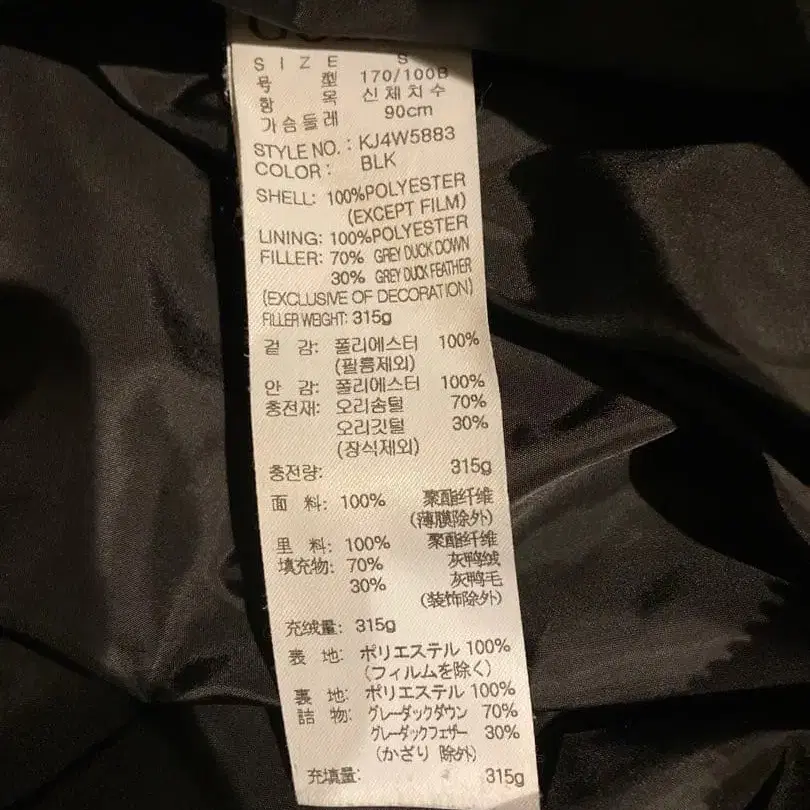 SIZE S
号 型 170/100B
항 목 신체치수
가슴둘레 90cm
STYLE NO. : KJ4W5883
COLOR : BLK
SHELL: 100%POLYESTER
(EXCEPT FILM)
LINING: 100%POLYESTER
FILLER: 70% GREY DUCK DOWN
30% GREY DUCK FEATHER
(EXCLUSIVE OF DECORATION)
FILLER WEIGHT: 315g
겉 감: 폴리에스터 100%
(필름제외)
안 감: 폴리에스터 100%
충전재: 오리솜털 70%
오리깃털 30%
(장식제외)
충전량: 315g
面 料: 100% 聚酯纤维
(薄膜除外)
里 料: 100% 聚酯纤维
填充物: 70% 灰鸭绒
30% 灰鸭毛
(装饰除外)
充绒量: 315g
表 地: ポリエステル 100%
(フィルムを除く)
裏 地: ポリエステル 100%
詰 物: グレーダックダウン 70%
グレーダックフェザー 30%
(かざり 除外)
充填量: 315g